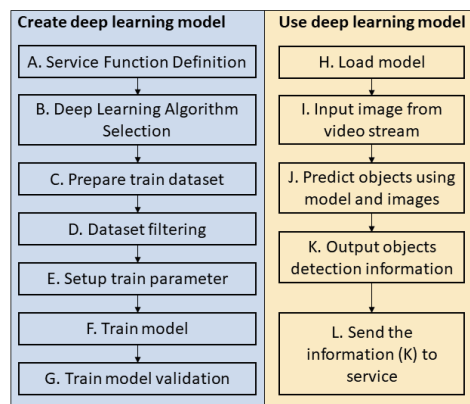 Create deep learning model
A. Service Function Definition
B. Deep Learning Algorithm
Selection
C. Prepare train dataset
D. Dataset filtering
E. Setup train parameter
F. Train model
G. Train model validation
Use deep learning model
H. Load model
I. Input image from
video stream
J. Predict objects using
model and images
K. Output objects
detection information
L. Send the
information (K) to
service